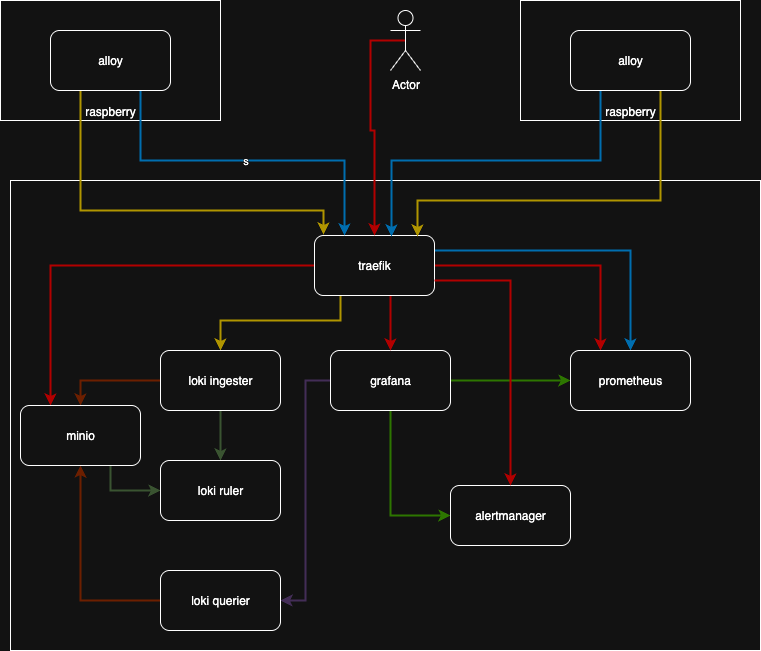 alloy
alloy
Actor
raspberry
raspberry
s
traefik
loki ingester
grafana
prometheus
minio
loki ruler
alertmanager
loki querier